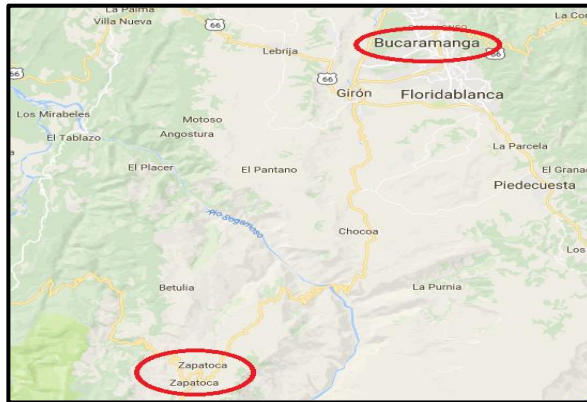 La Palma
Villa Nueva
66
La Co
Bucaramanga
66
Lebrija
66
Girón
Floridablanca
Los Mirabeles
Motoso
Angostura
El Tablazo
La Parcela
El Placer
El Pantano
El Grana
Piedecuesta
Río Sogamoso
Chocoa
Los
Betulia
La Purnia
Zapatoca
Zapatoca